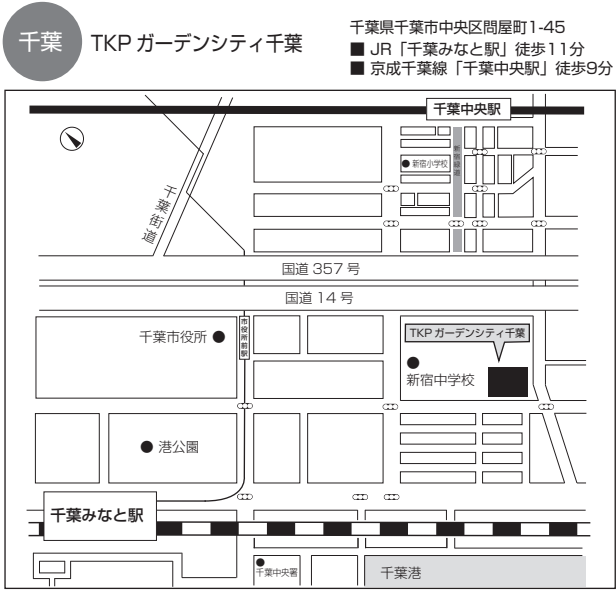 千葉
TKP ガーデンシティ千葉
千葉県千葉市中央区問屋町1-45
■ JR「千葉みなと駅」徒歩11分
■ 京成千葉線「千葉中央駅」徒歩9分
千葉中央駅
新宿小学校
新宿緑道
千葉街道
国道 357 号
国道 14 号
千葉市役所
市役所前駅
TKP ガーデンシティ千葉
新宿中学校
港公園
千葉みなと駅
千葉中央署
千葉港